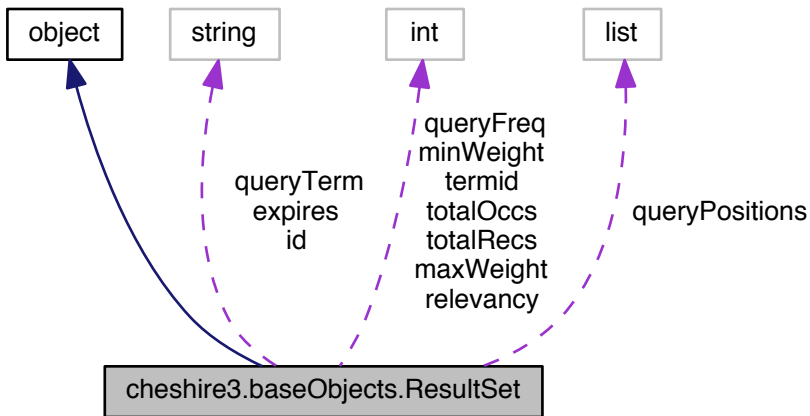 object
string
int
list
queryTerm
expires
id
queryFreq
minWeight
termid
totalOccs
totalRecs
maxWeight
relevancy
queryPositions
cheshire3.baseObjects.ResultSet